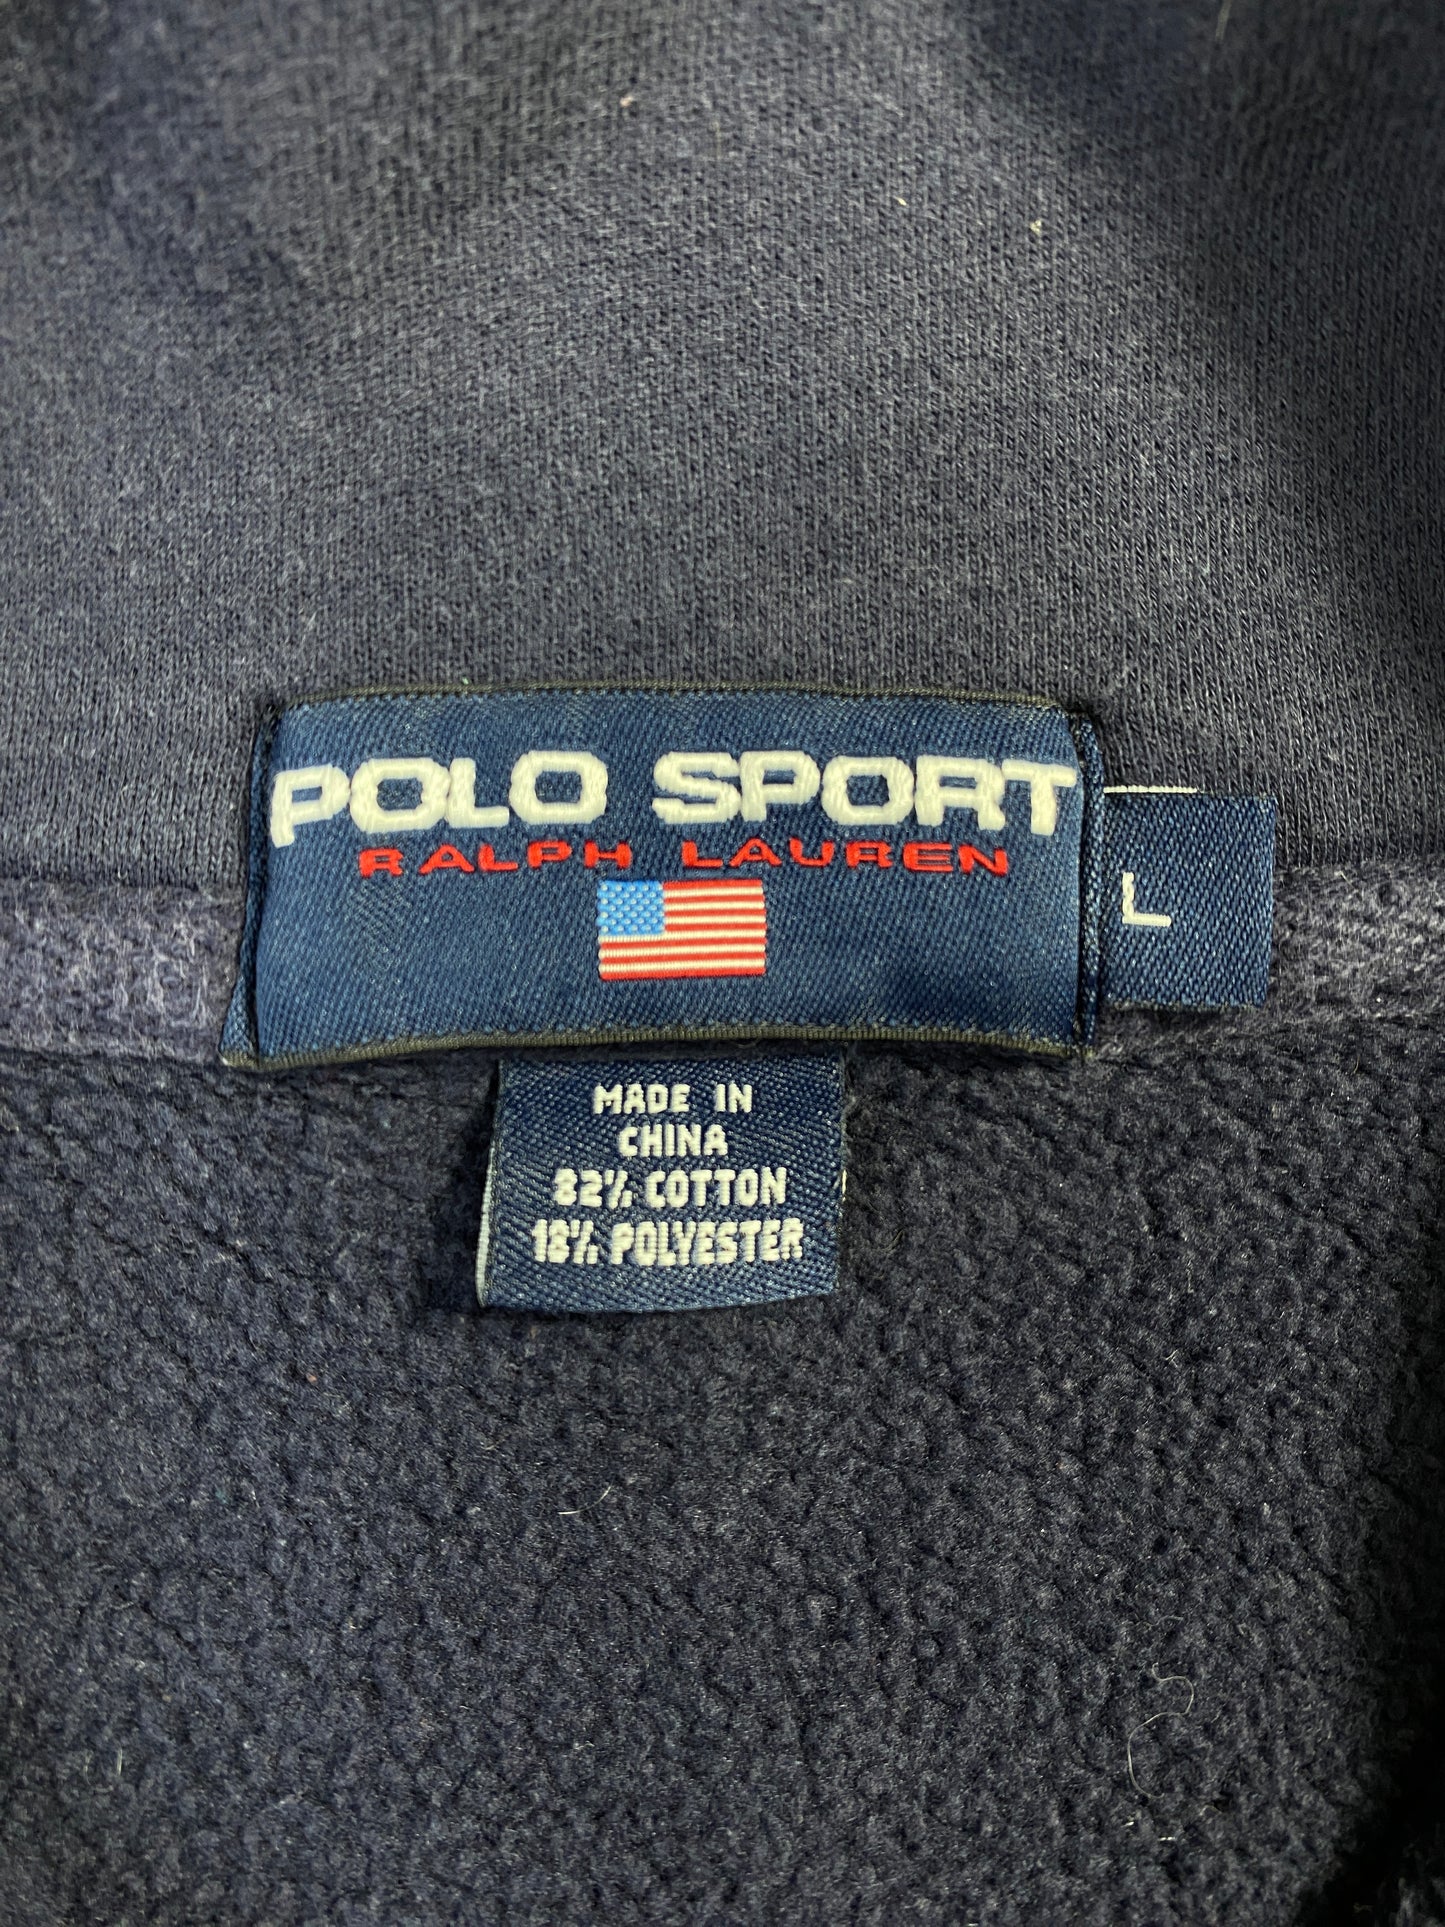 POLO SPORT
RALPH LAUREN
L
MADE IN
CHINA
82% COTTON
18% POLYESTER